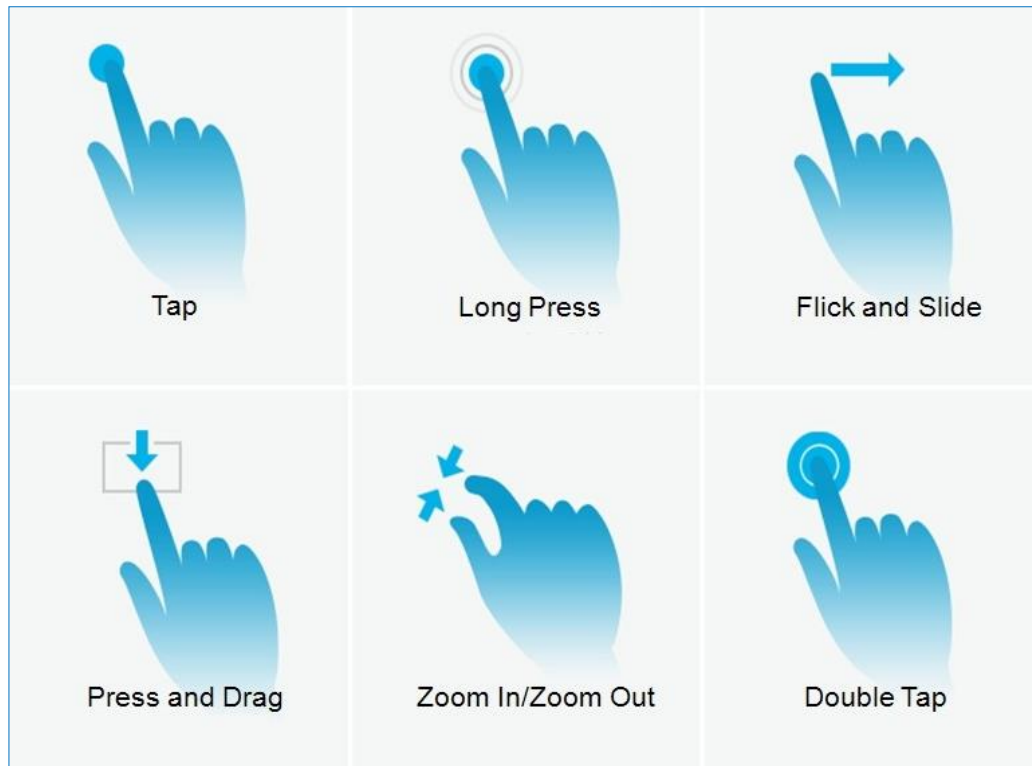 Tap
Long Press
Flick and Slide
Press and Drag
Zoom In/Zoom Out
Double Tap